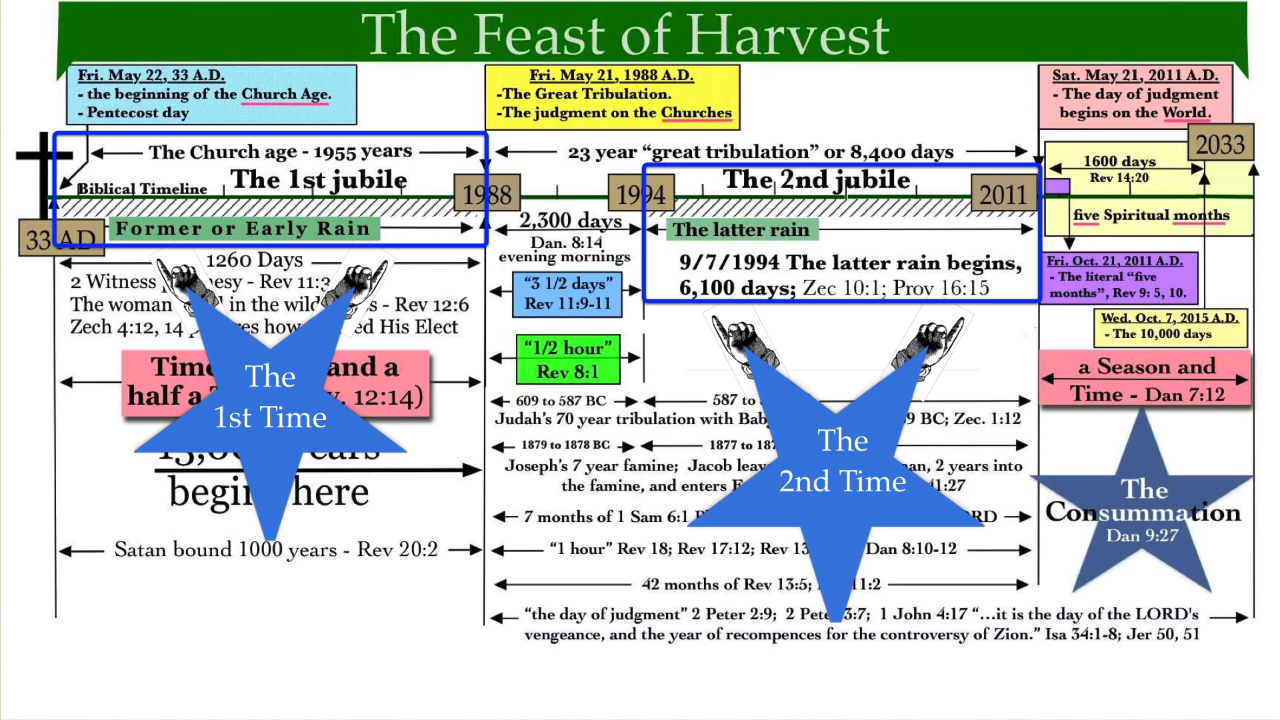 The Feast of Harvest
Fri. May 22, 33 A.D.
- the beginning of the Church Age.
- Pentecost day
Fri. May 21, 1988 A.D.
-The Great Tribulation.
-The judgment on the Churches
Sat. May 21, 2011 A.D.
- The day of judgment
begins on the World.
2033
The Church age - 1955 years
23 year “great tribulation” or 8,400 days
1600 days
Rev 14:20
Biblical Timeline
The 1st jubile
The 2nd jubile
33 AD
1988
1994
2011
five Spiritual months
Former or Early Rain
2,300 days
Dan. 8:14
evening mornings
The latter rain
9/7/1994 The latter rain begins,
6,100 days; Zec 10:1; Prov 16:15
Fri. Oct. 21, 2011 A.D.
- The literal “five
months”, Rev 9: 5, 10.
Wed. Oct. 7, 2015 A.D.
- The 10,000 days
1260 Days
2 Witness - Rev 11:3
The woman in the - Rev 12:6
Zech 4:12, 14 His Elect
“3 1/2 days”
Rev 11:9-11
“1/2 hour”
Rev 8:1
and a
half a 12:14)
The
1st Time
begin here
Satan bound 1000 years - Rev 20:2
609 to 587 BC
587 to
Judah's 70 year tribulation with BC; Zec. 1:12
1879 to 1878 BC
1877 to
Joseph's 7 year famine; Jacob 2 years into
the famine, and enters
7 months of 1 Sam 6:1
“1 hour” Rev 18; Rev 17:12; Rev Dan 8:10-12
42 months of Rev 13:5; 11:2
The
2nd Time
a Season and
Time - Dan 7:12
The
Consummation
Dan 9:27
“the day of judgment” 2 Peter 2:9; 2 3:7; 1 John 4:17 “...it is the day of the LORD's
vengeance, and the year of recompences for the controversy of Zion.” Isa 34:1-8; Jer 50, 51